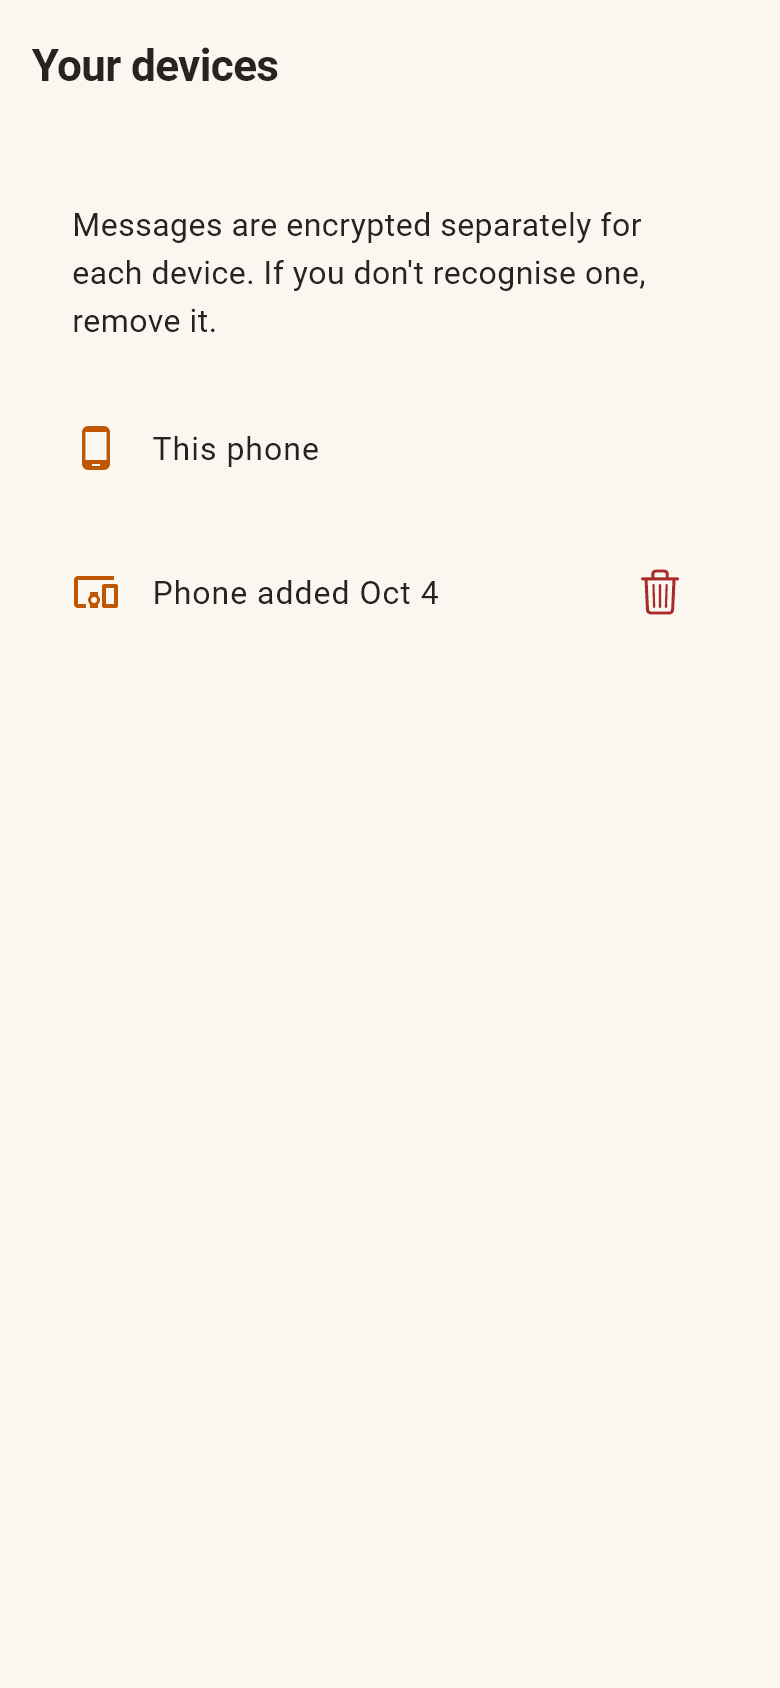 Your devices
Messages are encrypted separately for
each device. If you don't recognise one,
remove it.
This phone
Phone added Oct 4